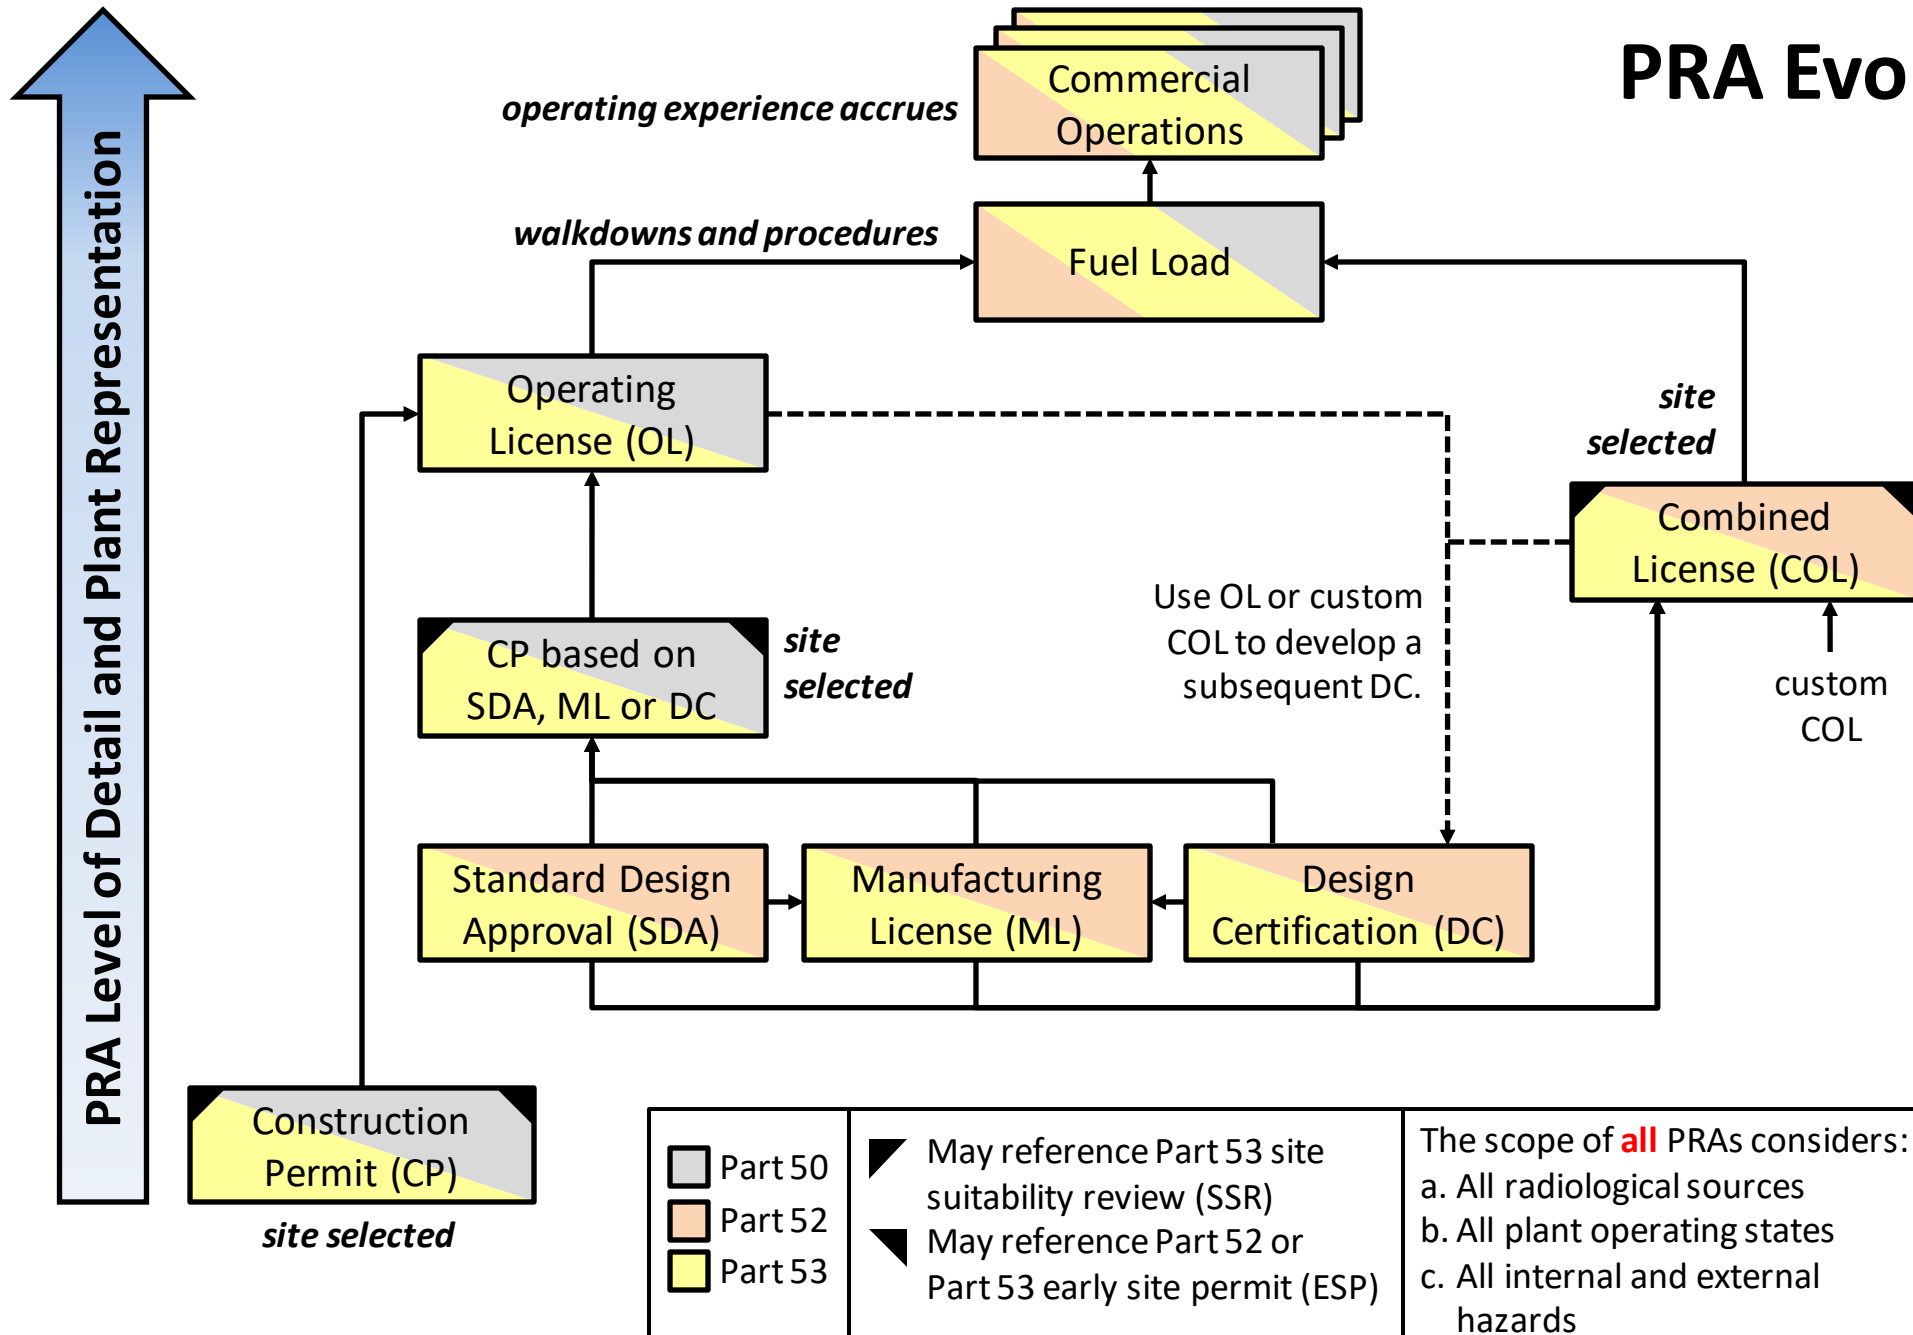 PRA Evo
PRA Level of Detail and Plant Representation
operating experience accrues
Commercial
Operations
walkdowns and procedures
Fuel Load
Operating
License (OL)
site
selected
Combined
License (COL)
Use OL or custom
COL to develop a
subsequent DC.
CP based on
SDA, ML or DC
site
selected
custom
COL
Standard Design
Approval (SDA)
Manufacturing
License (ML)
Design
Certification (DC)
Construction
Permit (CP)
site selected
Part 50
Part 52
Part 53
May reference Part 53 site
suitability review (SSR)
May reference Part 52 or
Part 53 early site permit (ESP)
The scope of all PRAs considers:
a. All radiological sources
b. All plant operating states
c. All internal and external
hazards